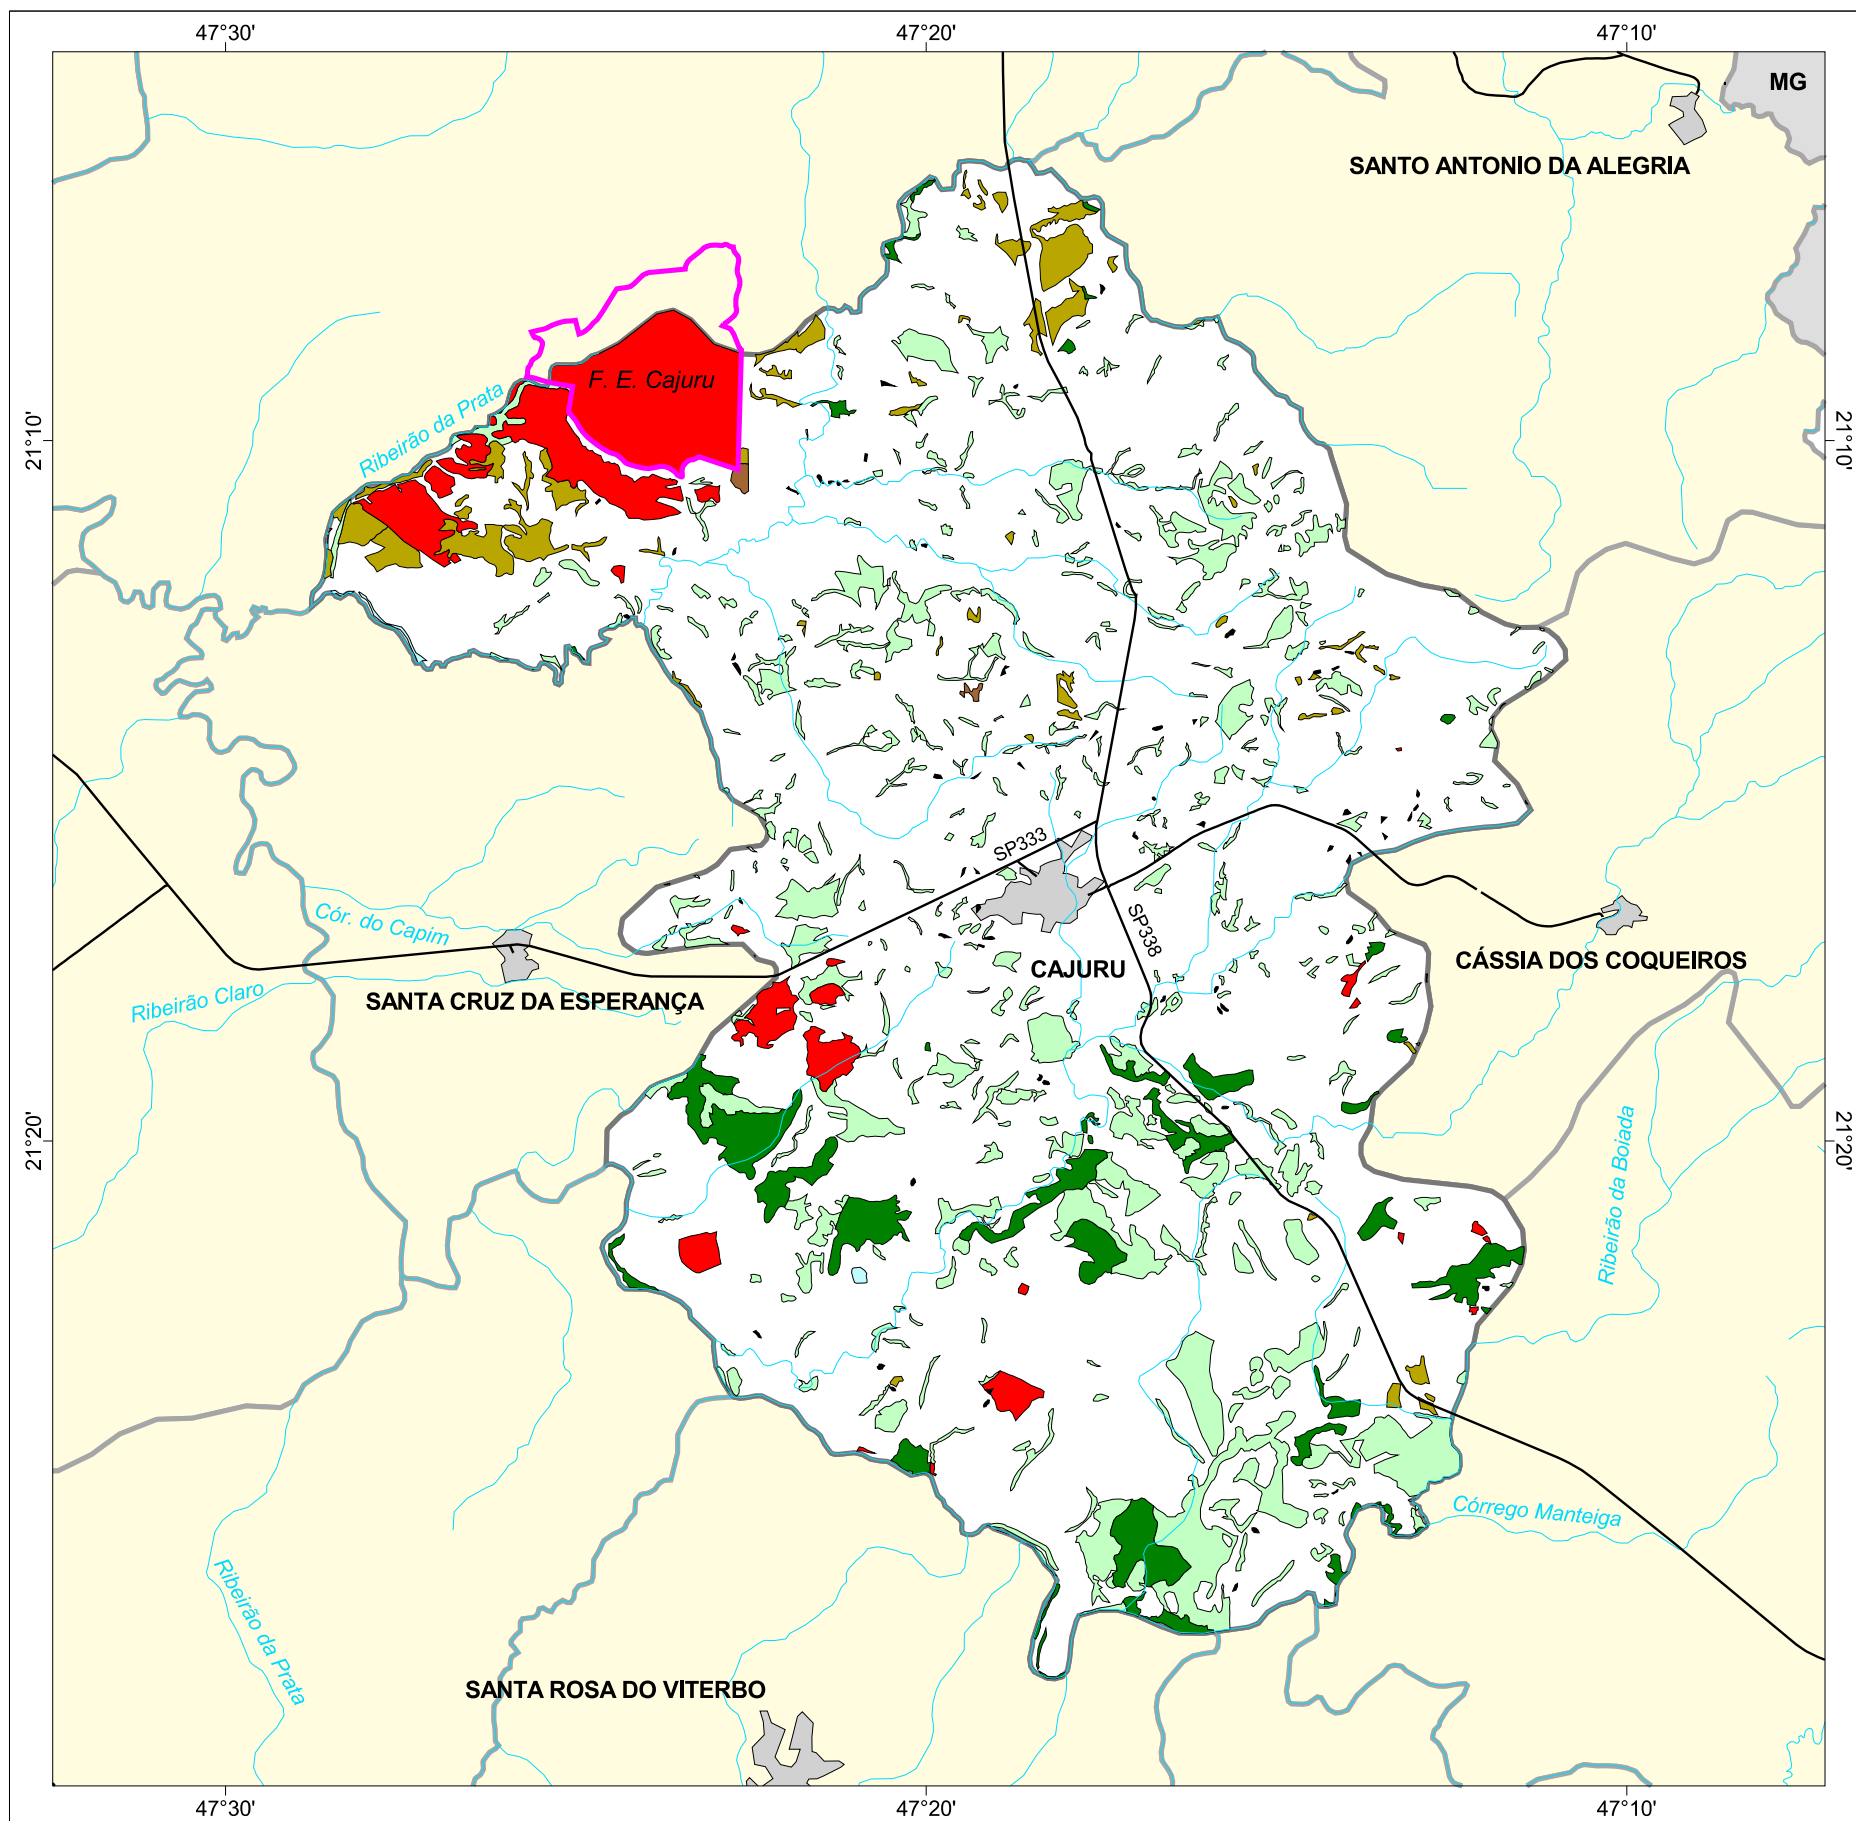 47°30'
47°20'
47°10'
MG
SANTO ANTONIO DA ALEGRIA
F. E. Cajuru
Ribeirão da Prata
21°10'
21°10'
SP333
Cór. do Capim
SP338
CÁSSIA DOS COQUEIROS
CAJURU
Ribeirão Claro
SANTA CRUZ DA ESPERANÇA
21°20'
21°20'
Ribeirão da Boiada
Córrego Manteiga
Ribeirão da Prata
SANTA ROSA DO VITERBO
47°30'
47°20'
47°10'